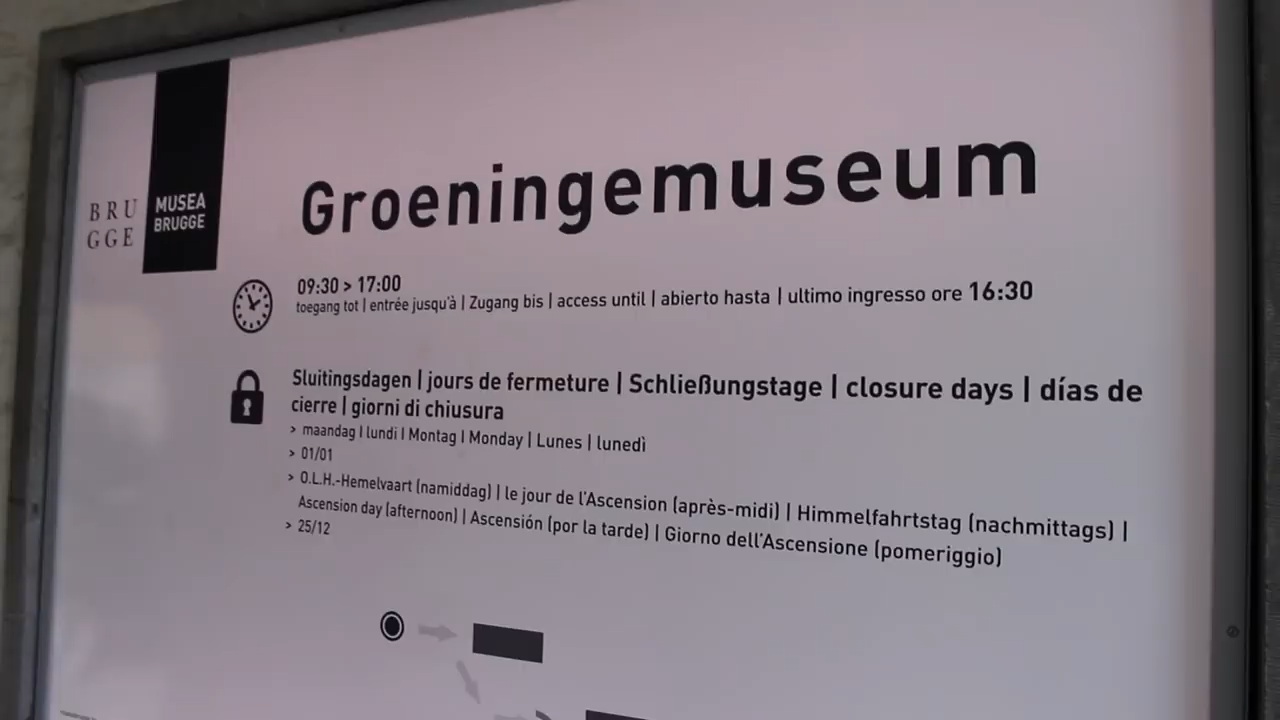 BRU
GGE
MUSEA
BRUGGE
Groeningemuseum
09:30 > 17:00
toegang tot | entrée jusqu'à | Zugang bis | access until | abierto hasta | ultimo ingresso ore 16:30
Sluitingsdagen | jours de fermeture | Schließungstage | closure days | días de
cierre | giorni di chiusura
> maandag | lundi | Montag | Monday | Lunes | lunedì
> 01/01
> O.L.H.-Hemelvaart (namiddag) | le jour de l'Ascension (après-midi) | Himmelfahrtstag (nachmittags) |
Ascension day (afternoon) | Ascensión (por la tarde) | Giorno dell'Ascensione (pomeriggio)
> 25/12